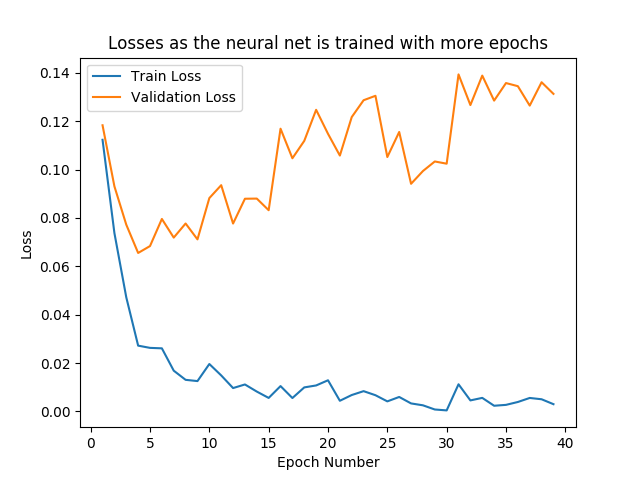 Losses as the neural net is trained with more epochs
Train Loss
Validation Loss
0.14
0.12
0.10
0.08
0.06
0.04
0.02
0.00
Loss
0 5 10 15 20 25 30 35 40
Epoch Number